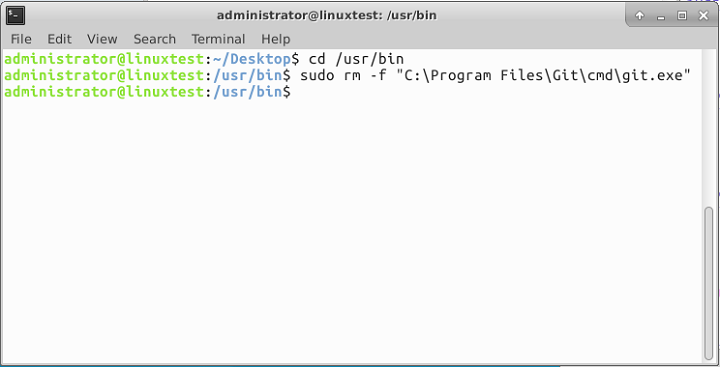 administrator@linuxtest: /usr/bin
File Edit View Search Terminal Help
administrator@linuxtest:~/Desktop$ cd /usr/bin
administrator@linuxtest:/usr/bin$ sudo rm -f "C:\Program Files\Git\cmd\git.exe"
administrator@linuxtest:/usr/bin$